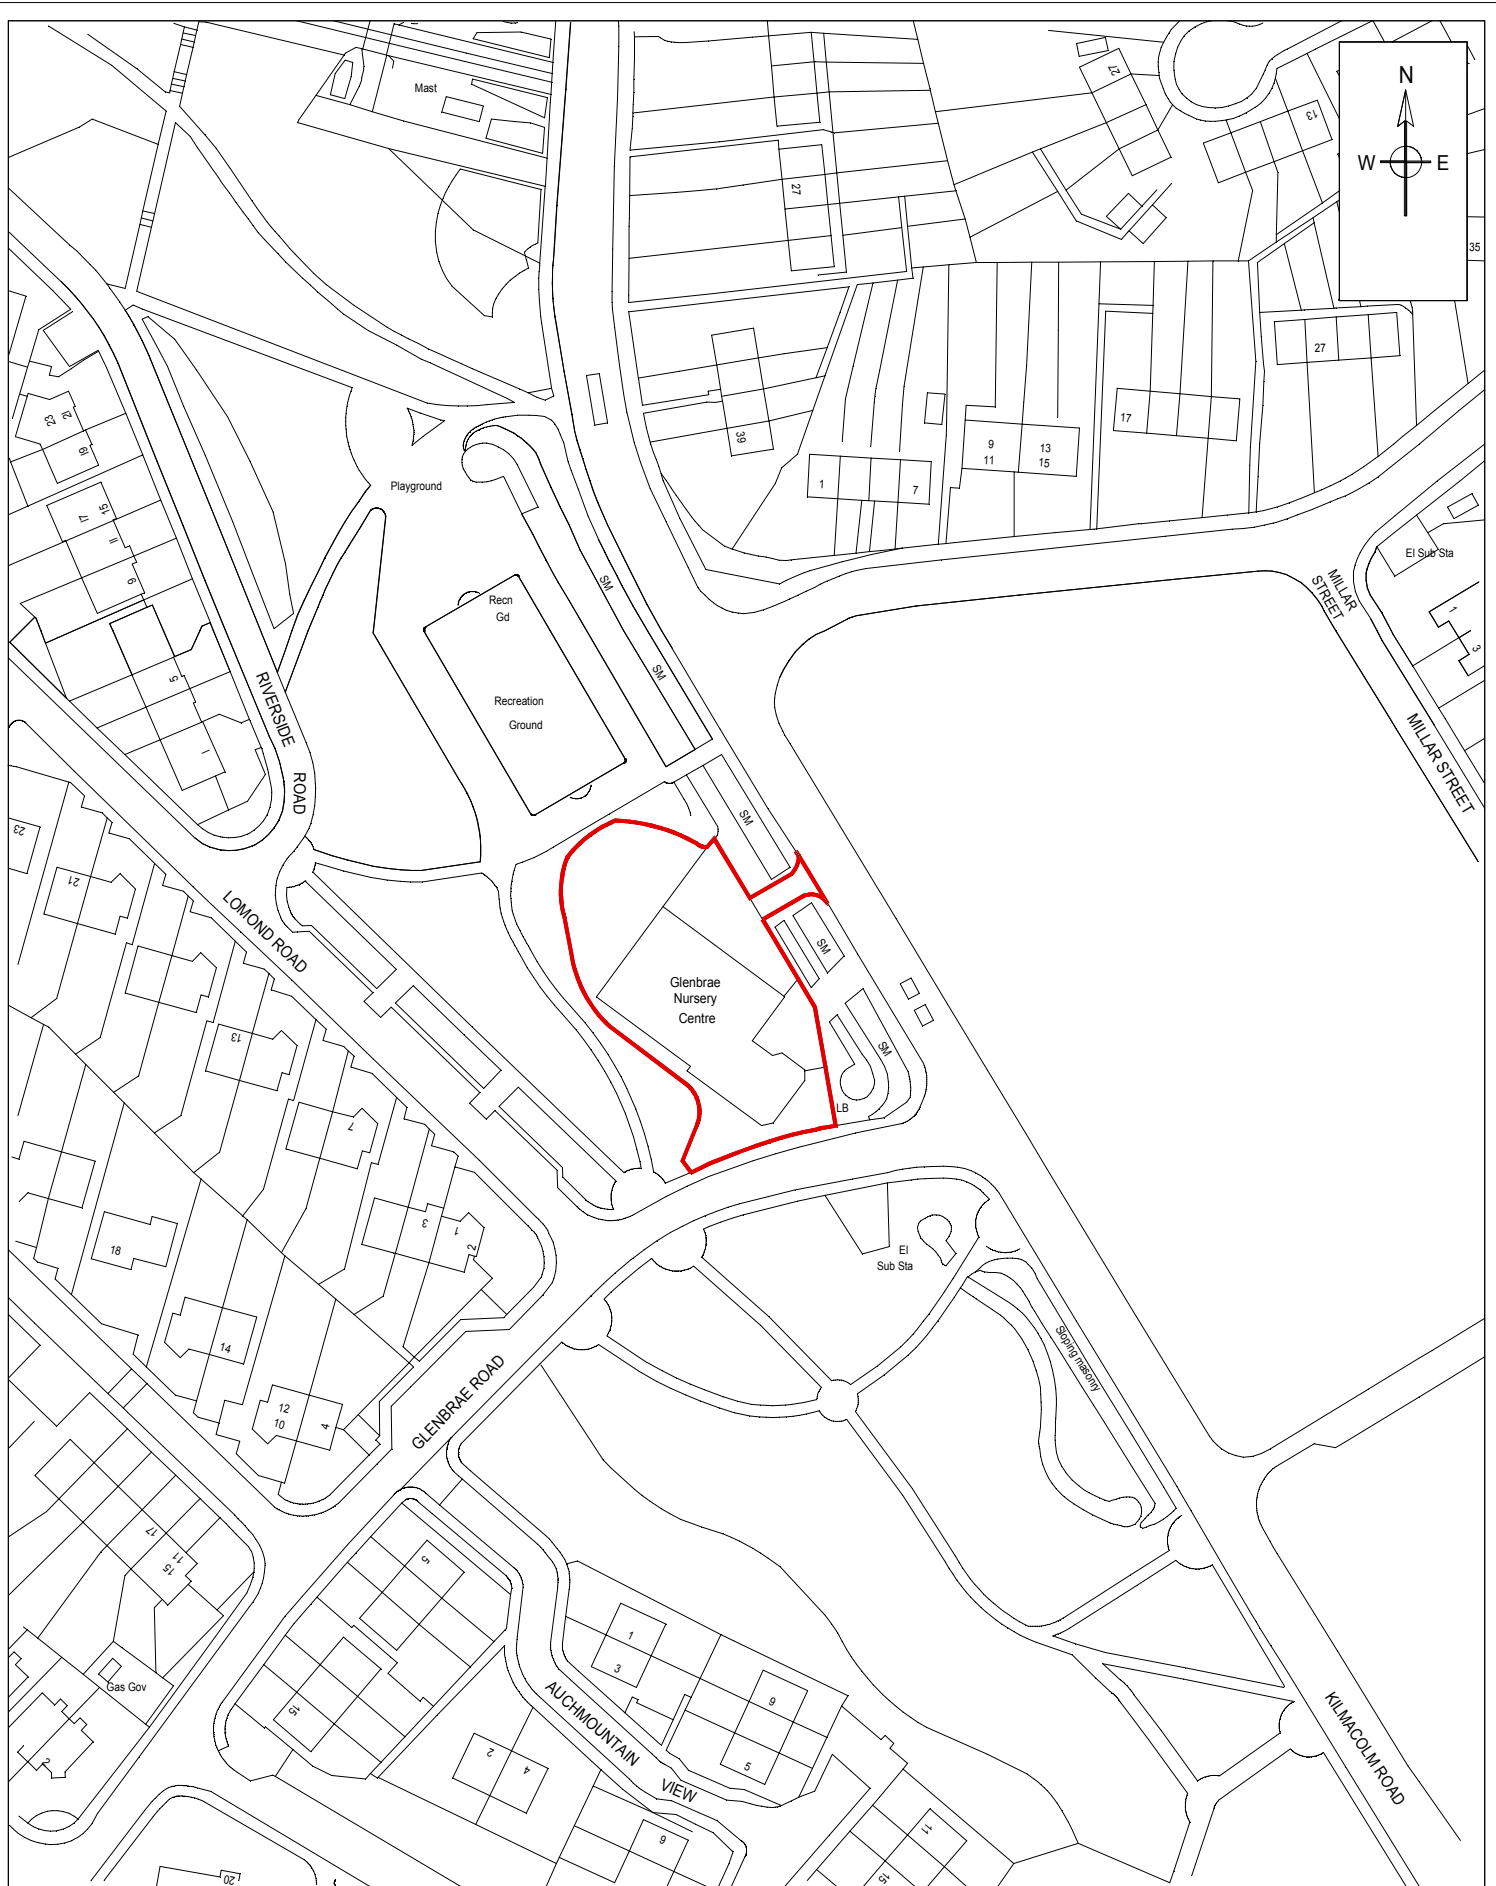 Mast
27
13
N
W E
27
35
27
39
17
9
11
13
15
1
7
21
23
19
Playground
El Sub Sta
MILLAR
STREET
1
3
15
17
11
9
Recn
Gd
SM
SM
5
1
RIVERSIDE
ROAD
Recreation
Ground
MILLAR STREET
SM
23
21
LOMOND ROAD
SM
Glenbrae
Nursery
Centre
13
SM
LB
7
3
1
2
18
El
Sub Sta
14
Sloping masonry
12
10
4
GLENBRAE ROAD
17
11
15
5
1
3
Gas Gov
15
AUCHMOUNTAIN
VIEW
9
5
2
2
4
KILMACOLM ROAD
6
11
15
20